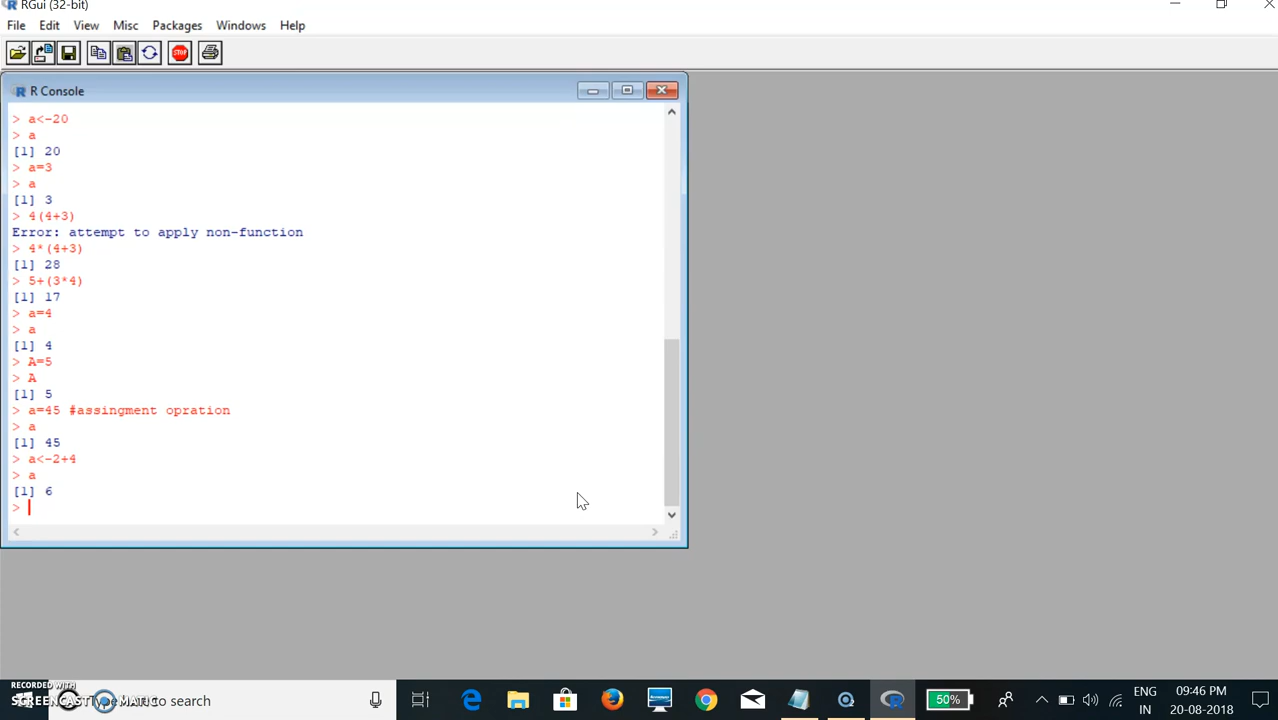 RGui (32-bit)
File Edit View Misc Packages Windows Help
STOP
R Console
> a<-20
> a
[1] 20
> a=3
> a
[1] 3
> 4(4+3)
Error: attempt to apply non-function
> 4*(4+3)
[1] 28
> 5+(3*4)
[1] 17
> a=4
> a
[1] 4
> A=5
> A
[1] 5
> a=45 #assingment opration
> a
[1] 45
> a<-2+4
> a
[1] 6
>
RECORDED WITH
SCREENCAST MATIC
Type to search
50%
ENG
IN
09:46 PM
20-08-2018